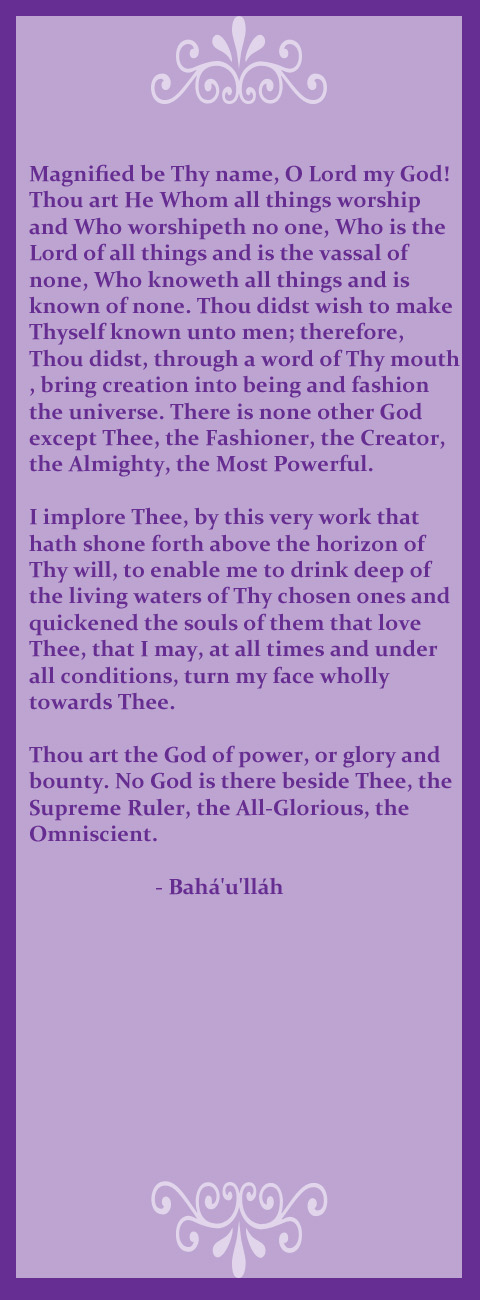 Magnified be Thy name, O Lord my God!
Thou art He Whom all things worship
and Who worshipeth no one, Who is the
Lord of all things and is the vassal of
none, Who knoweth all things and is
known of none. Thou didst wish to make
Thyself known unto men; therefore,
Thou didst, through a word of Thy mouth
, bring creation into being and fashion
the universe. There is none other God
except Thee, the Fashioner, the Creator,
the Almighty, the Most Powerful.

I implore Thee, by this very work that
hath shone forth above the horizon of
Thy will, to enable me to drink deep of
the living waters of Thy chosen ones and
quickened the souls of them that love
Thee, that I may, at all times and under
all conditions, turn my face wholly
towards Thee.

Thou art the God of power, or glory and
bounty. No God is there beside Thee, the
Supreme Ruler, the All-Glorious, the
Omniscient.

- Bahá'u'lláh